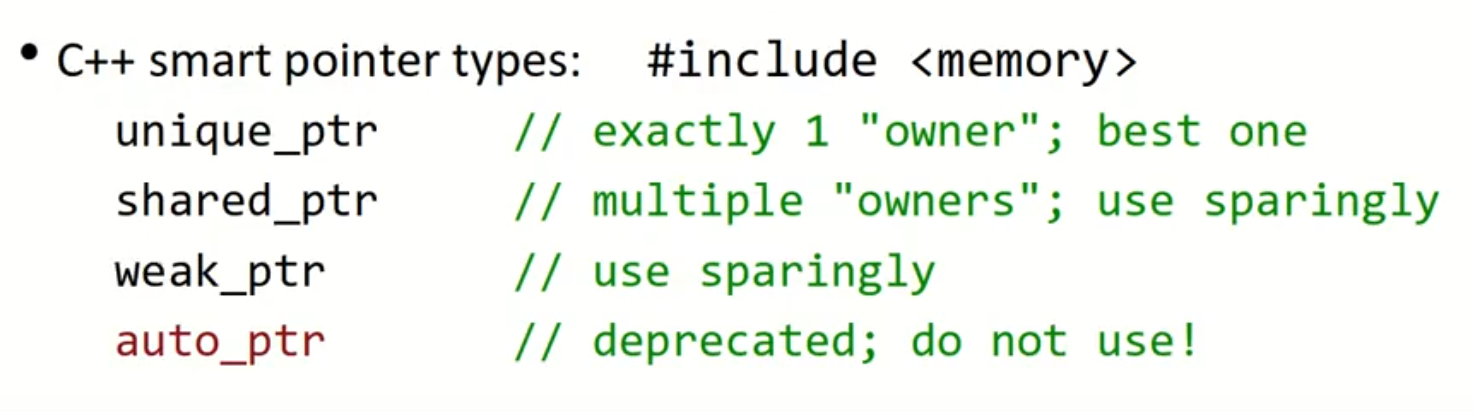 • C++ smart pointer types: #include <memory>
unique_ptr // exactly 1 "owner"; best one
shared_ptr // multiple "owners"; use sparingly
weak_ptr // use sparingly
auto_ptr // deprecated; do not use!